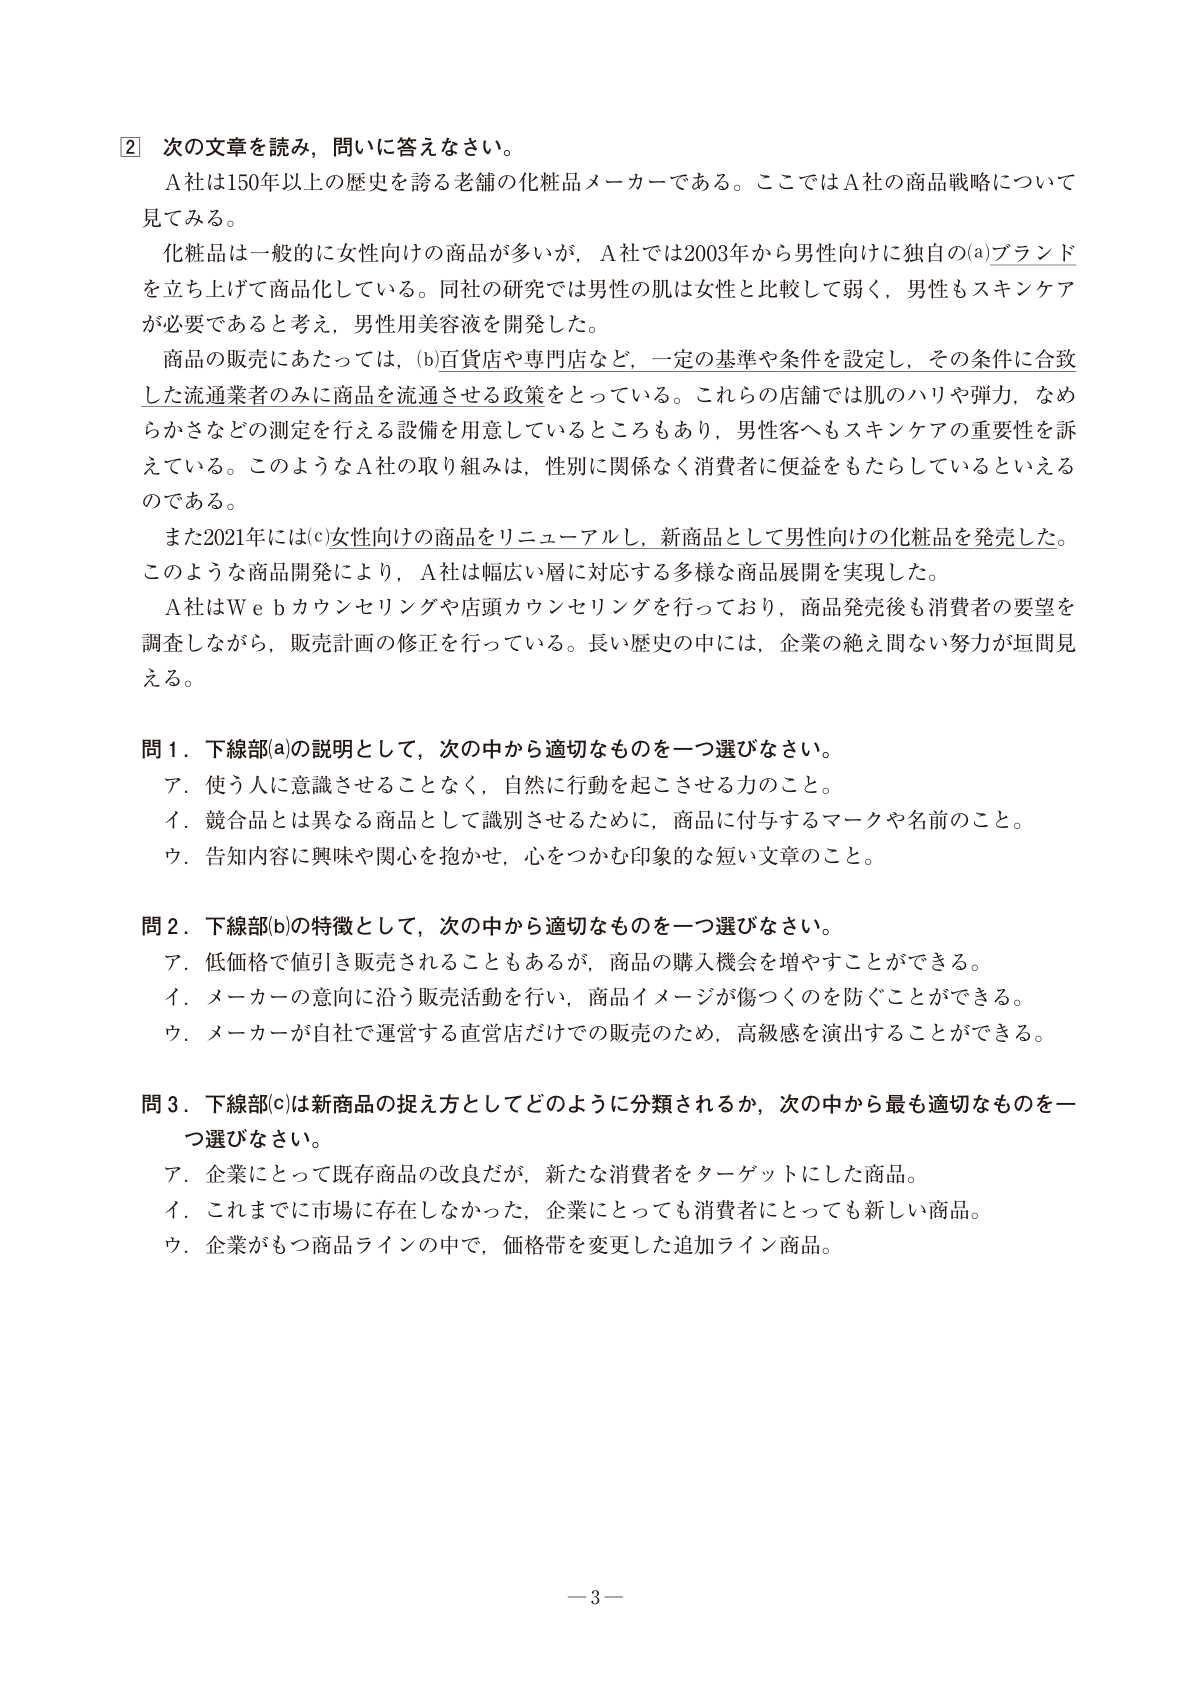 2　次の文章を読み，問いに答えなさい。
Ａ社は150年以上の歴史を誇る老舗の化粧品メーカーである。ここではＡ社の商品戦略について
見てみる。
化粧品は一般的に女性向けの商品が多いが，Ａ社では2003年から男性向けに独自の(a)ブランド
を立ち上げて商品化している。同社の研究では男性の肌は女性と比較して弱く，男性もスキンケア
が必要であると考え，男性用美容液を開発した。
商品の販売にあたっては，(b)百貨店や専門店など，一定の基準や条件を設定し，その条件に合致
した流通業者のみに商品を流通させる政策をとっている。これらの店舗では肌のハリや弾力，なめ
らかさなどの測定を行える設備を用意しているところもあり，男性客へもスキンケアの重要性を訴
えている。このようなＡ社の取り組みは，性別に関係なく消費者に便益をもたらしているといえる
のである。
また2021年には(c)女性向けの商品をリニューアルし，新商品として男性向けの化粧品を発売した。
このような商品開発により，Ａ社は幅広い層に対応する多様な商品展開を実現した。
Ａ社はＷｅｂカウンセリングや店頭カウンセリングを行っており，商品発売後も消費者の要望を
調査しながら，販売計画の修正を行っている。長い歴史の中には，企業の絶え間ない努力が垣間見
える。
問１．下線部(a)の説明として，次の中から適切なものを一つ選びなさい。
ア．使う人に意識させることなく，自然に行動を起こさせる力のこと。
イ．競合品とは異なる商品として識別させるために，商品に付与するマークや名前のこと。
ウ．告知内容に興味や関心を抱かせ，心をつかむ印象的な短い文章のこと。
問２．下線部(b)の特徴として，次の中から適切なものを一つ選びなさい。
ア．低価格で値引き販売されることもあるが，商品の購入機会を増やすことができる。
イ．メーカーの意向に沿う販売活動を行い，商品イメージが傷つくのを防ぐことができる。
ウ．メーカーが自社で運営する直営店だけでの販売のため，高級感を演出することができる。
問３．下線部(c)は新商品の捉え方としてどのように分類されるか，次の中から最も適切なものを一
つ選びなさい。
ア．企業にとって既存商品の改良だが，新たな消費者をターゲットにした商品。
イ．これまでに市場に存在しなかった，企業にとっても消費者にとっても新しい商品。
ウ．企業がもつ商品ラインの中で，価格帯を変更した追加ライン商品。
— 3 —